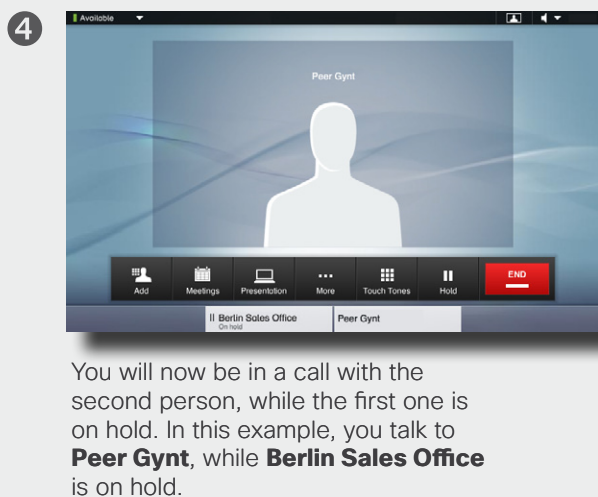 4
Available
Peer Gynt
Add Meetings Presentation More Touch Tones Hold END
Berlin Sales Office Peer Gynt
On hold
You will now be in a call with the
second person, while the first one is
on hold. In this example, you talk to
Peer Gynt, while Berlin Sales Office
is on hold.